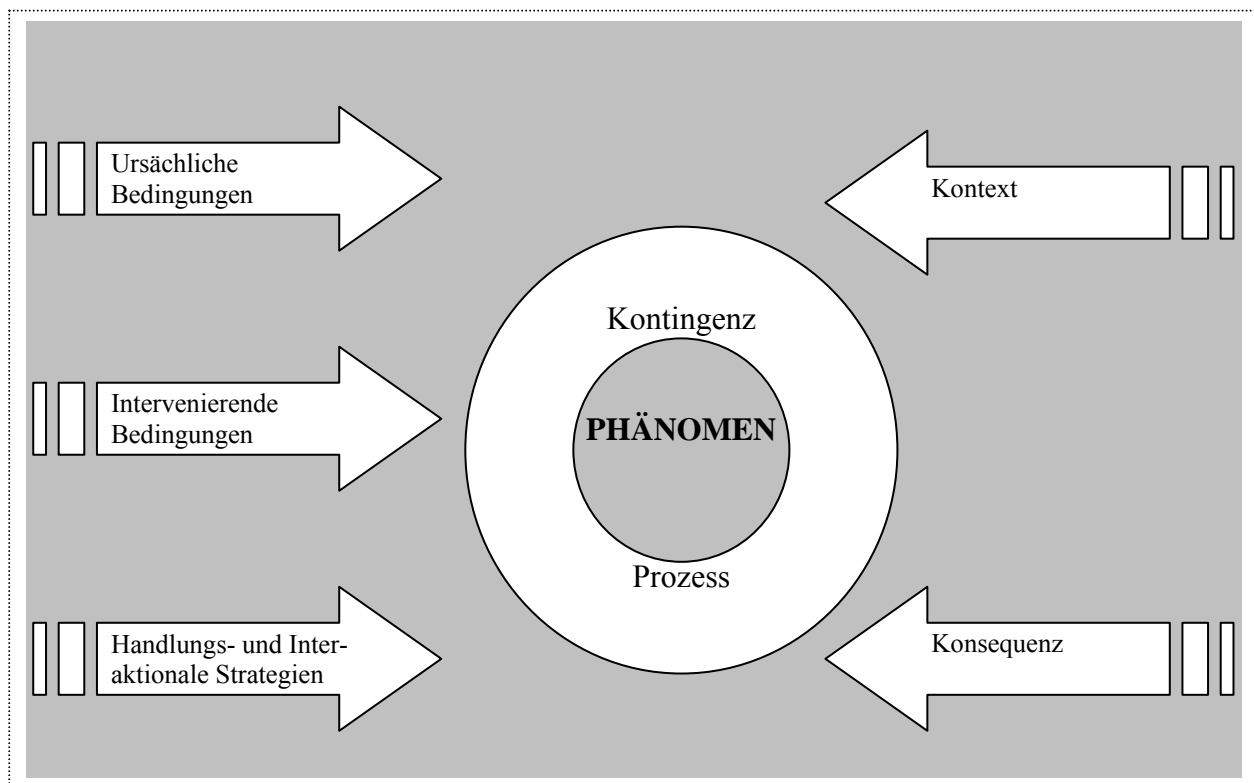 Ursächliche
Bedingungen
Kontext
Kontingenz
Intervenierende
Bedingungen
PHÄNOMEN
Prozess
Handlungs- und Inter-
aktionale Strategien
Konsequenz